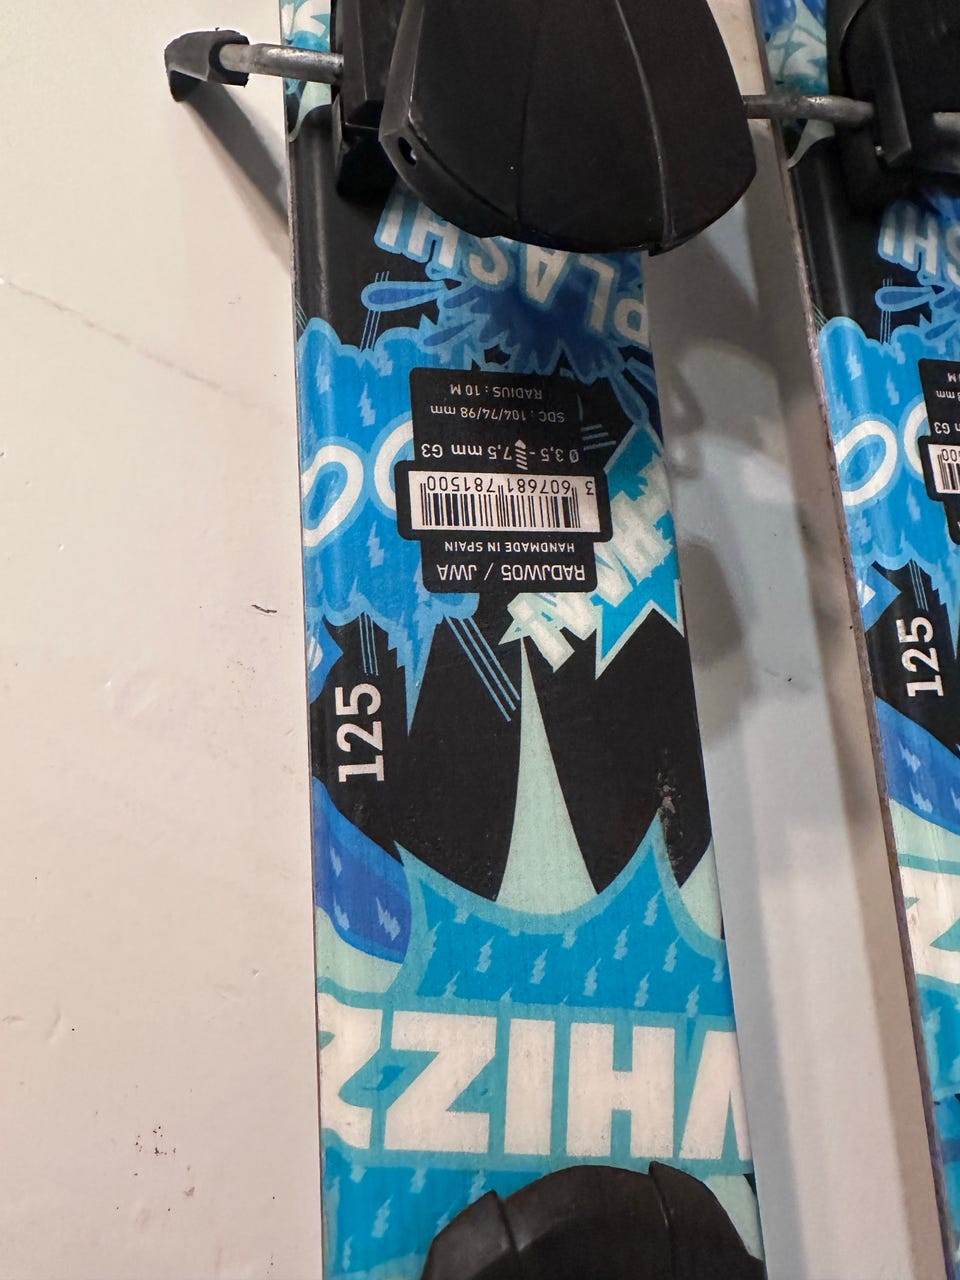 WHIZZ
125
RADJW05 / JWA
HANDMADE IN SPAIN
3 607681 781500
Ø 3,5 - 7,5 mm G3
SDC : 104/74/98 mm
RADIUS : 10 M
PLASH!
125